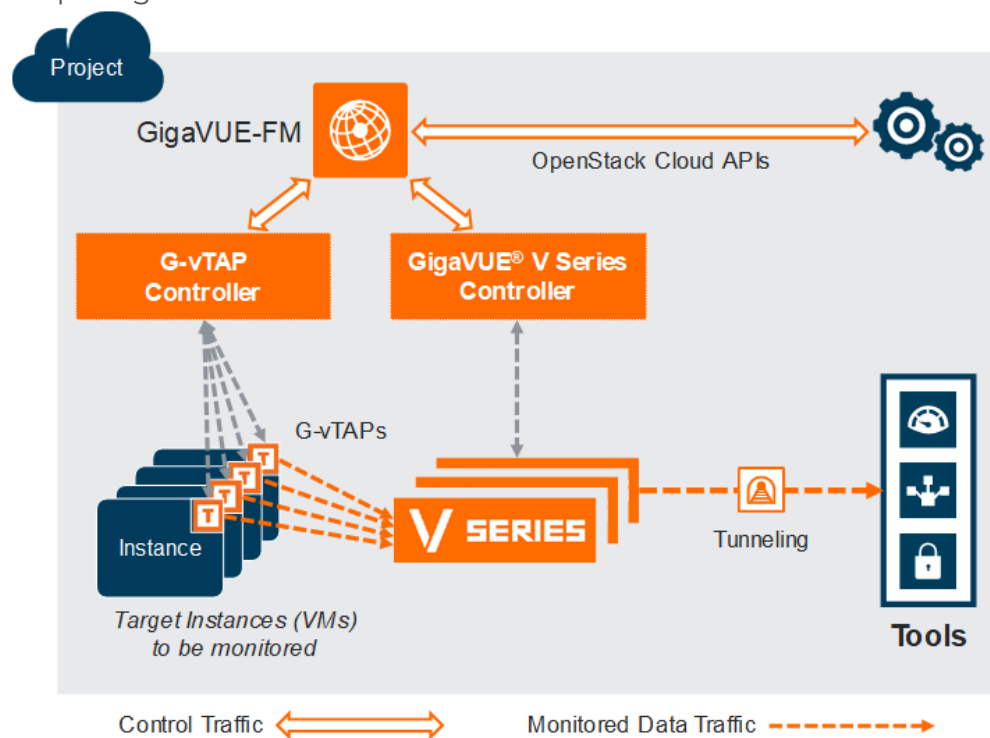 Project
GigaVUE-FM
OpenStack Cloud APIs
G-vTAP
Controller
GigaVUE® V Series
Controller
G-vTAPs
T
T
T
T
Instance
V SERIES
Tunneling
Target Instances (VMs)
to be monitored
Tools
Control Traffic
Monitored Data Traffic